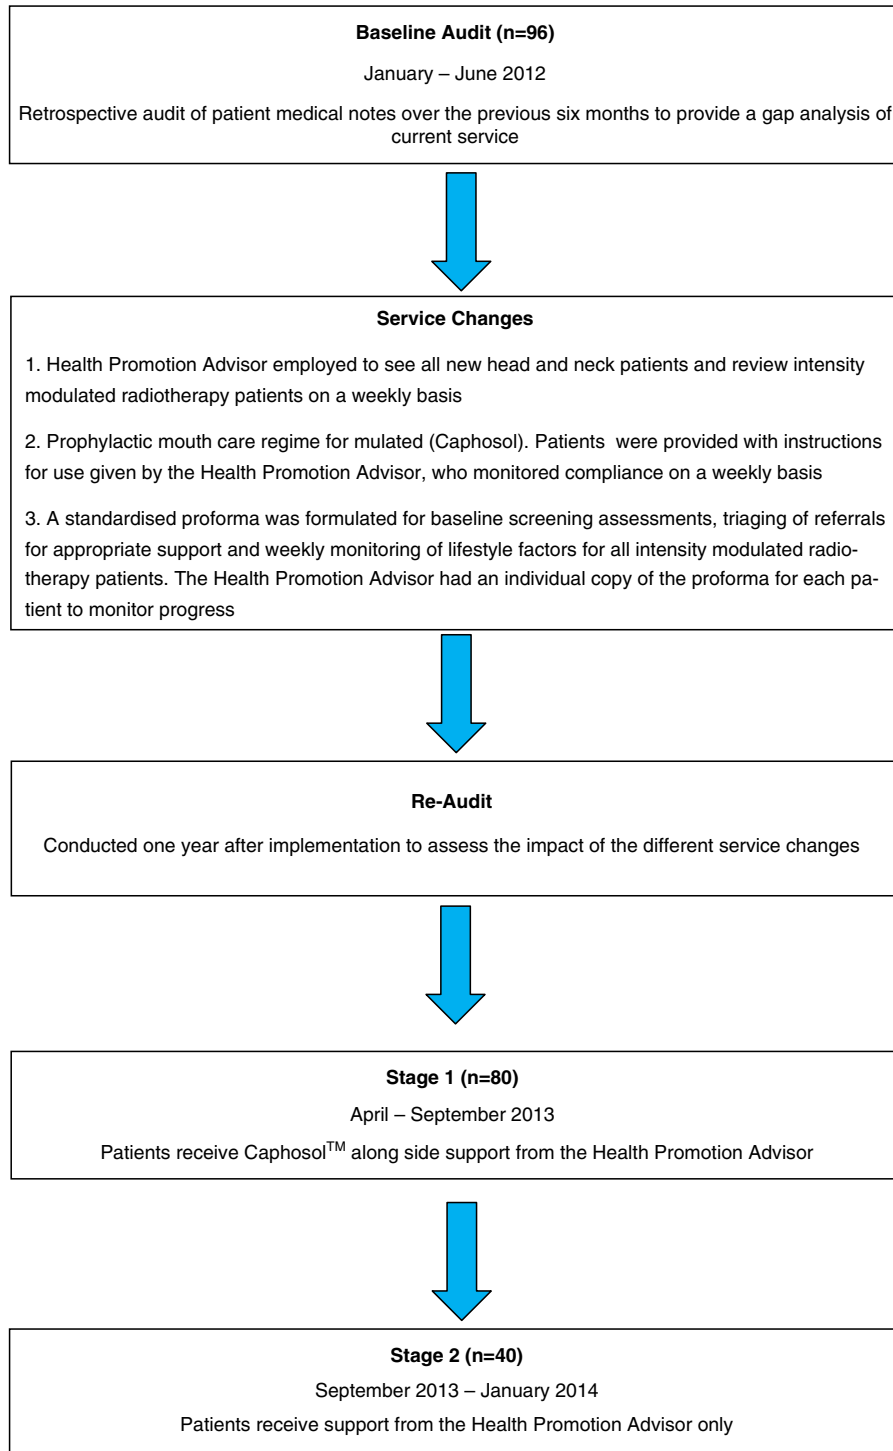 Baseline Audit (n=96)
January – June 2012
Retrospective audit of patient medical notes over the previous six months to provide a gap analysis of
current service
Service Changes
1. Health Promotion Advisor employed to see all new head and neck patients and review intensity
modulated radiotherapy patients on a weekly basis
2. Prophylactic mouth care regime for mulated (Caphosol). Patients were provided with instructions
for use given by the Health Promotion Advisor, who monitored compliance on a weekly basis
3. A standardised proforma was formulated for baseline screening assessments, triaging of referrals
for appropriate support and weekly monitoring of lifestyle factors for all intensity modulated radio-
therapy patients. The Health Promotion Advisor had an individual copy of the proforma for each pa-
tient to monitor progress
Re-Audit
Conducted one year after implementation to assess the impact of the different service changes
Stage 1 (n=80)
April – September 2013
Patients receive Caphosol™ along side support from the Health Promotion Advisor
Stage 2 (n=40)
September 2013 – January 2014
Patients receive support from the Health Promotion Advisor only